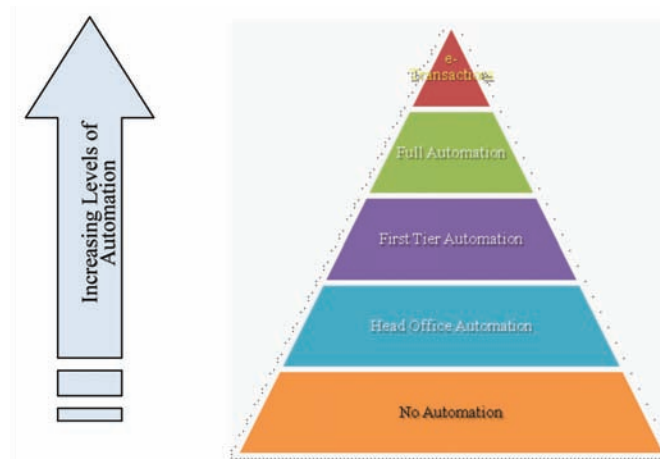 Increasing Levels of
Automation
e-
Transactions
Full Automation
First Tier Automation
Head Office Automation
No Automation